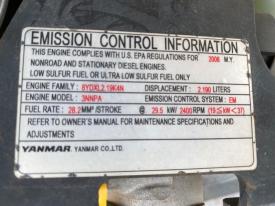 EMISSION CONTROL INFORMATION
THIS ENGINE COMPLIES WITH U.S. EPA REGULATIONS FOR 2008 M.Y.
NONROAD AND STATIONARY DIESEL ENGINES.
LOW SULFUR FUEL OR ULTRA LOW SULFUR FUEL ONLY
ENGINE FAMILY : 8YDXL2.19K4N DISPLACEMENT : 2.190 LITERS
ENGINE MODEL : 3NNPA EMISSION CONTROL SYSTEM : EM
FUEL RATE : 28.2 MM³/STROKE @ 29.5 kW/ 2400 RPM (19≤kW<37)
REFER TO OWNER'S MANUAL FOR MAINTENANCE SPECIFICATIONS AND
ADJUSTMENTS
YANMAR YANMAR CO.,LTD.